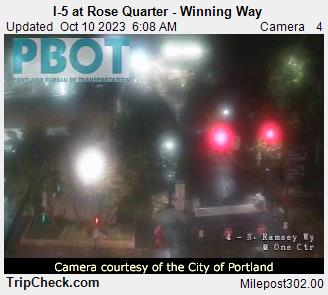 I-5 at Rose Quarter - Winning Way
Updated Oct 10 2023 6:08 AM Camera 4
PBOT
PORTLAND BUREAU OF TRANSPORTATION
4 - N. Ramsey Wy
@ One Ctr
Camera courtesy of the City of Portland
TripCheck.com Milepost302.00